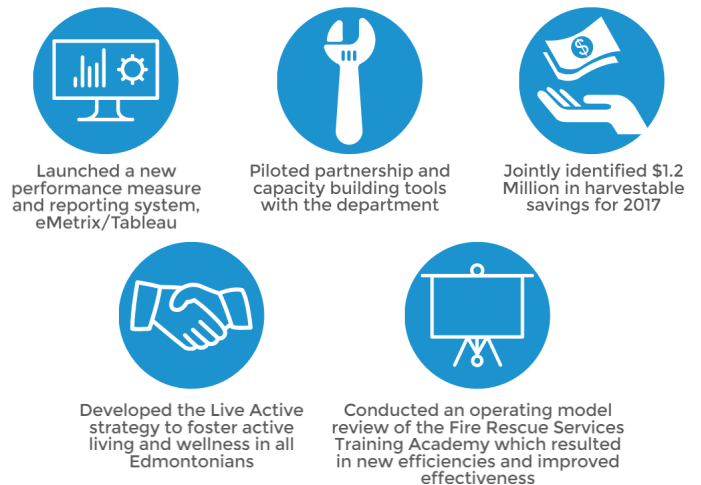 Launched a new
performance measure
and reporting system,
eMetrix/Tableau
Piloted partnership and
capacity building tools
with the department
$
Jointly identified $1.2
Million in harvestable
savings for 2017
Developed the Live Active
strategy to foster active
living and wellness in all
Edmontonians
Conducted an operating model
review of the Fire Rescue Services
Training Academy which resulted
in new efficiencies and improved
effectiveness